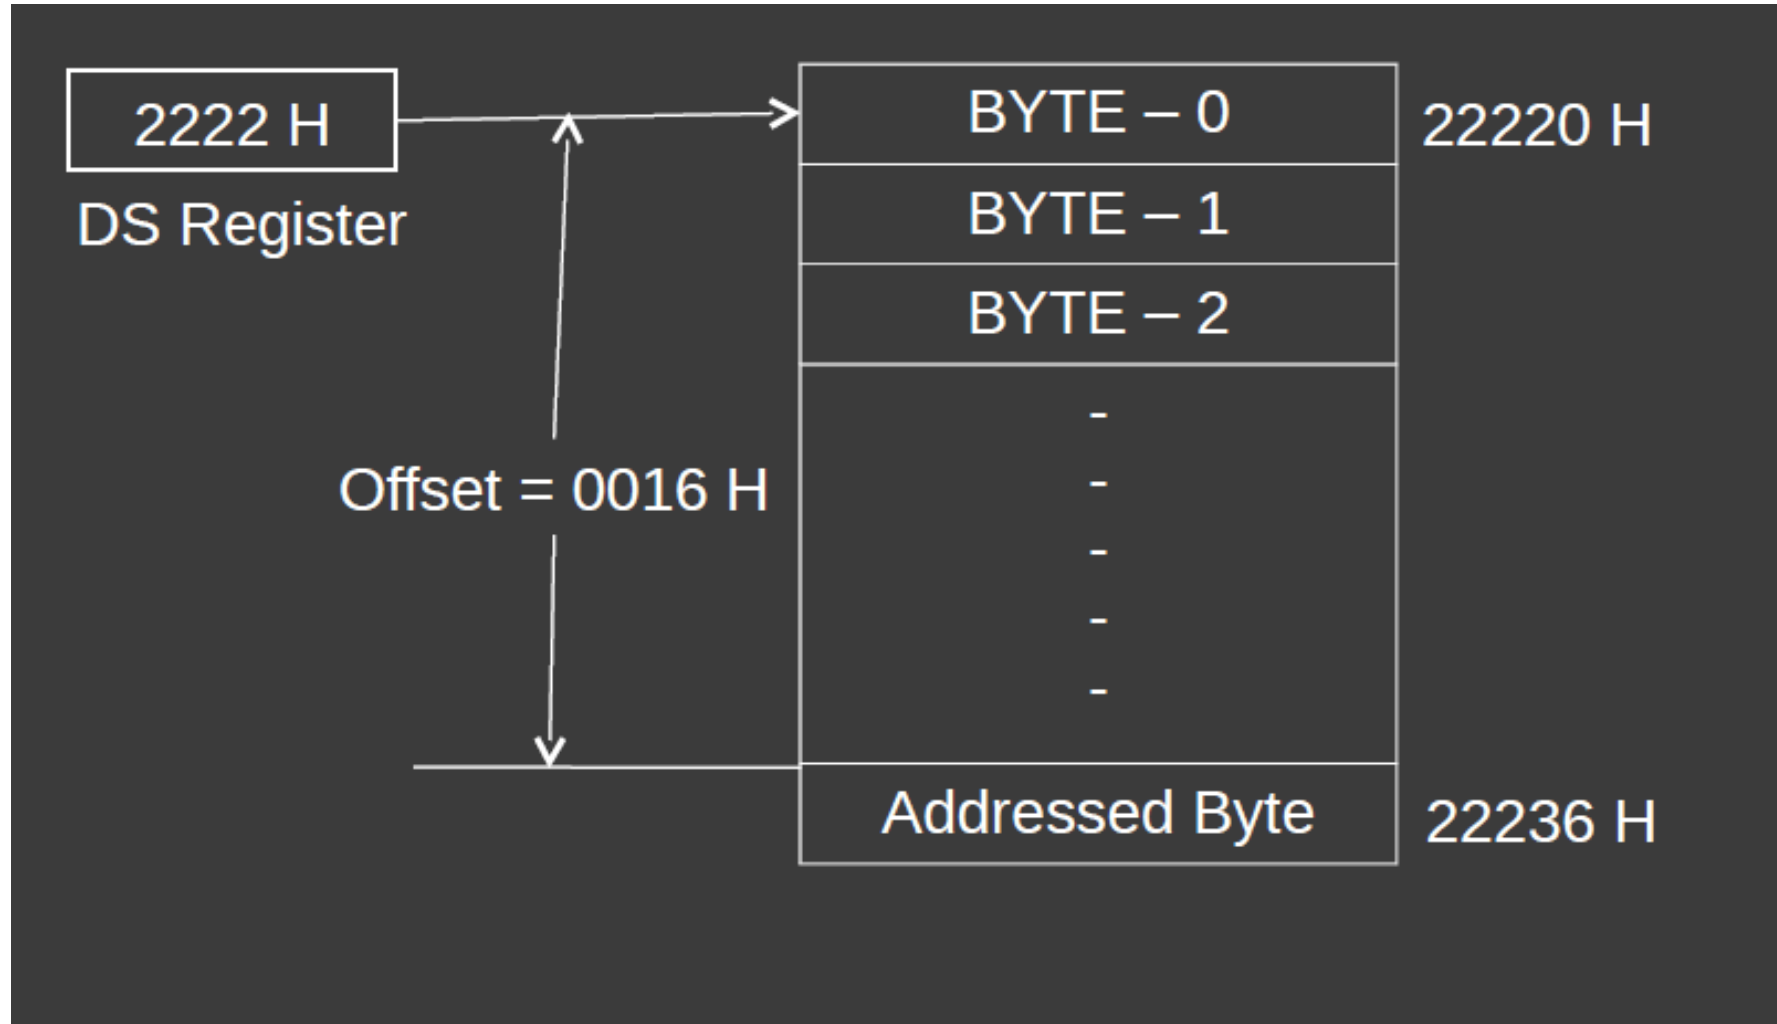 2222 H
DS Register
Offset = 0016 H
BYTE – 0
22220 H
BYTE – 1
BYTE – 2
-
-
-
-
-
Addressed Byte
22236 H